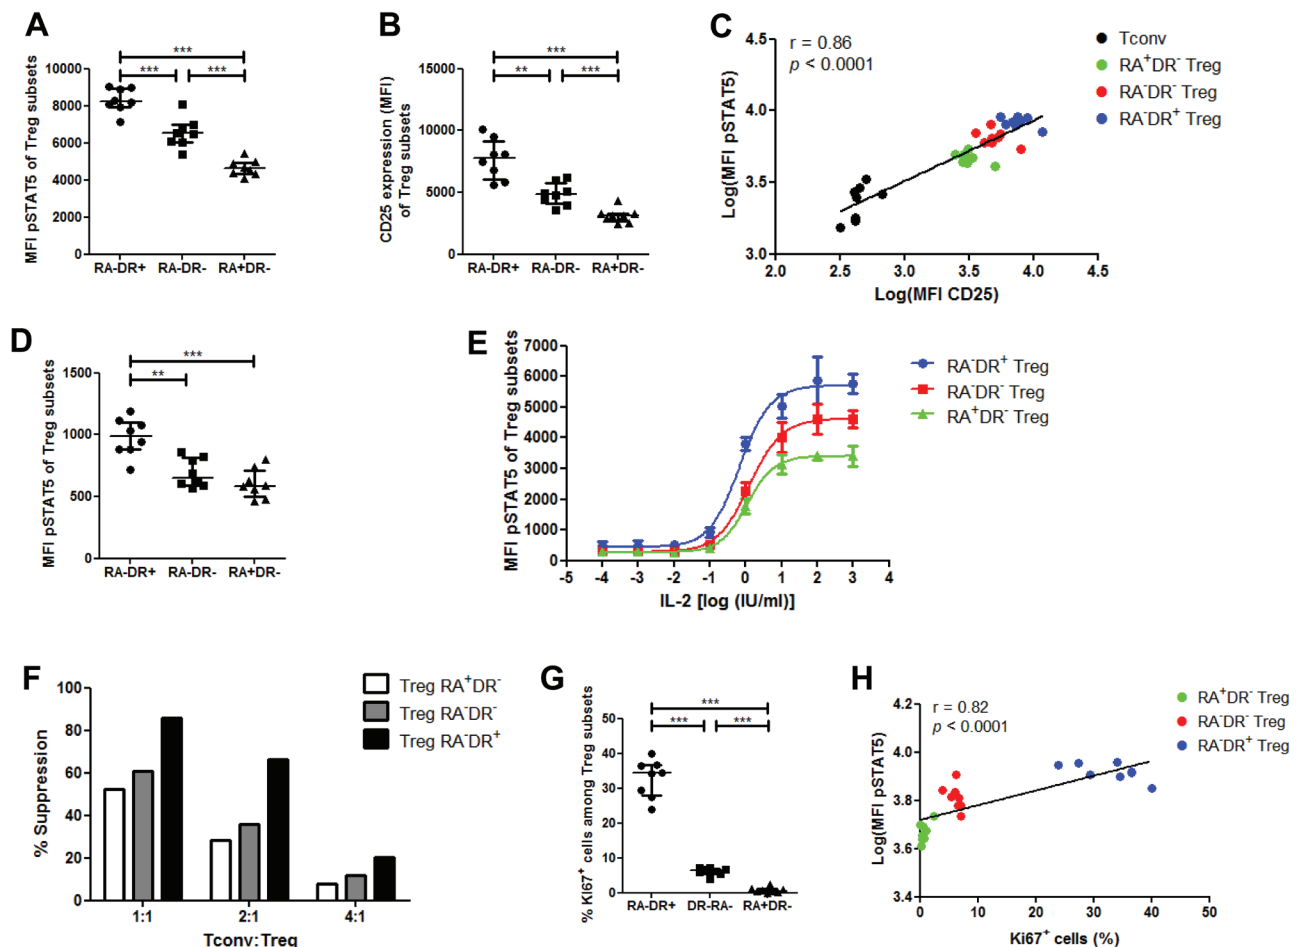 A
MFI pSTAT5 of Treg subsets
10000
8000
6000
4000
2000
0
***
***
***
RA-DR+
RA-DR-
RA+DR-
B
CD25 expression (MFI)
of Treg subsets
15000
10000
5000
0
***
**
***
RA-DR+
RA-DR-
RA+DR-
C
Log(MFI pSTAT5)
4.5
4.0
3.5
3.0
r = 0.86
p < 0.0001
2.0
2.5
3.0
3.5
4.0
4.5
Log(MFI CD25)
Tconv
RA⁺DR⁻ Treg
RA⁻DR⁻ Treg
RA⁻DR⁺ Treg
D
MFI pSTAT5 of Treg subsets
1500
1000
500
0
***
**
RA-DR+
RA-DR-
RA+DR-
E
MFI pSTAT5 of Treg subsets
7000
6000
5000
4000
3000
2000
1000
0
-5
-4
-3
-2
-1
0
1
2
3
4
IL-2 [log (IU/ml)]
RA⁻DR⁺ Treg
RA⁻DR⁻ Treg
RA⁺DR⁻ Treg
F
% Suppression
100
80
60
40
20
0
1:1
2:1
4:1
Tconv:Treg
Treg RA⁺DR⁻
Treg RA⁻DR⁻
Treg RA⁻DR⁺
G
% Ki67⁺ cells among Treg subsets
50
40
30
20
10
0
***
***
***
RA-DR+
DR-RA-
RA+DR-
H
Log(MFI pSTAT5)
4.2
4.0
3.8
3.6
3.4
r = 0.82
p < 0.0001
0
10
20
30
40
50
Ki67⁺ cells (%)
RA⁺DR⁻ Treg
RA⁻DR⁻ Treg
RA⁻DR⁺ Treg